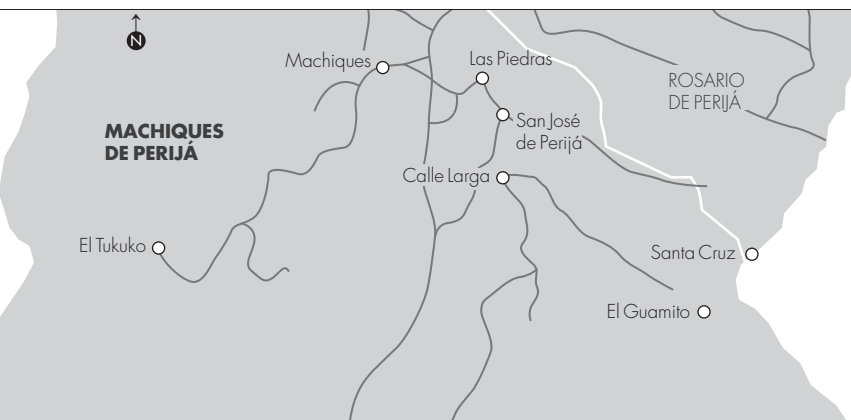 N
Machiques
Las Piedras
ROSARIO
DE PERIJÁ
San José
de Perijá
MACHIQUES
DE PERIJÁ
Calle Larga
El Tukuko
Santa Cruz
El Guamito